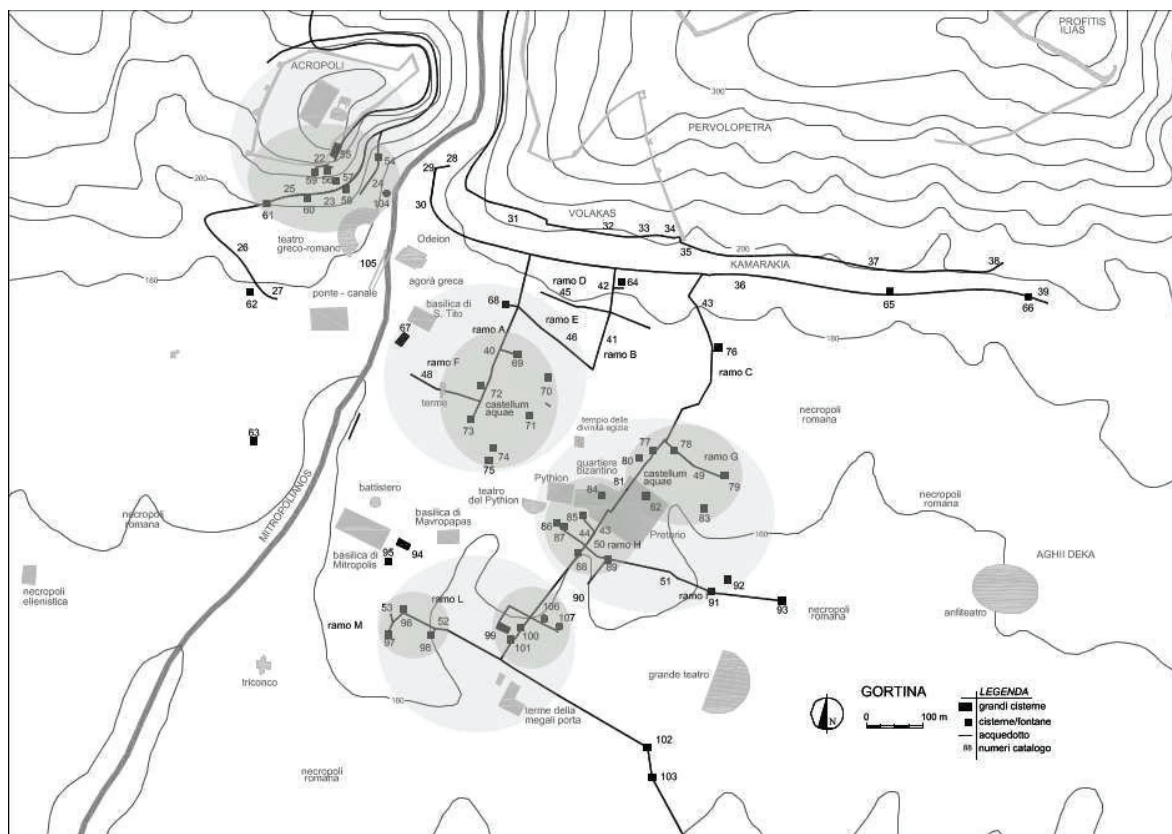 PROFITIS
ILIAS
ACROPOLI
300
PERVOLOPETRA
22
55
54
59
56
57
200
25
24
29
28
23
58
61
60
104
30
31
VOLAKAS
32
33
34
26
teatro
greco-romano
Odeion
35
200
37
38
105
KAMARAKIA
160
27
62
ponte - canale
agorà greca
ramo D
45
42
64
36
39
basilica di
S. Tito
68
43
65
66
67
ramo A
ramo E
46
41
180
40
69
ramo B
76
ramo F
48
ramo C
70
72
terme
castellum
aquae
71
necropoli
romana
73
tempio delle
divinità egizie
63
74
77
78
75
quartiere
bizantino
80
ramo G
castellum
aquae
Pythion
81
49
79
battistero
84
teatro
del Pythion
82
83
MITROPOLIANOS
85
necropoli
romana
basilica di
Mavropapas
86
44
43
Pretorio
necropoli
romana
87
160
50
ramo H
94
88
89
basilica di
Mitropolis
95
AGHII DEKA
51
92
necropoli
ellenistica
90
ramo I
91
93
53
ramo L
106
necropoli
romana
anfiteatro
ramo M
96
52
99
107
100
97
98
101
triconco
grande teatro
160
terme della
megali porta
GORTINA
LEGENDA
grandi cisterne
0
100 m
cisterne/fontane
N
acquedotto
88
numeri catalogo
102
necropoli
romana
103